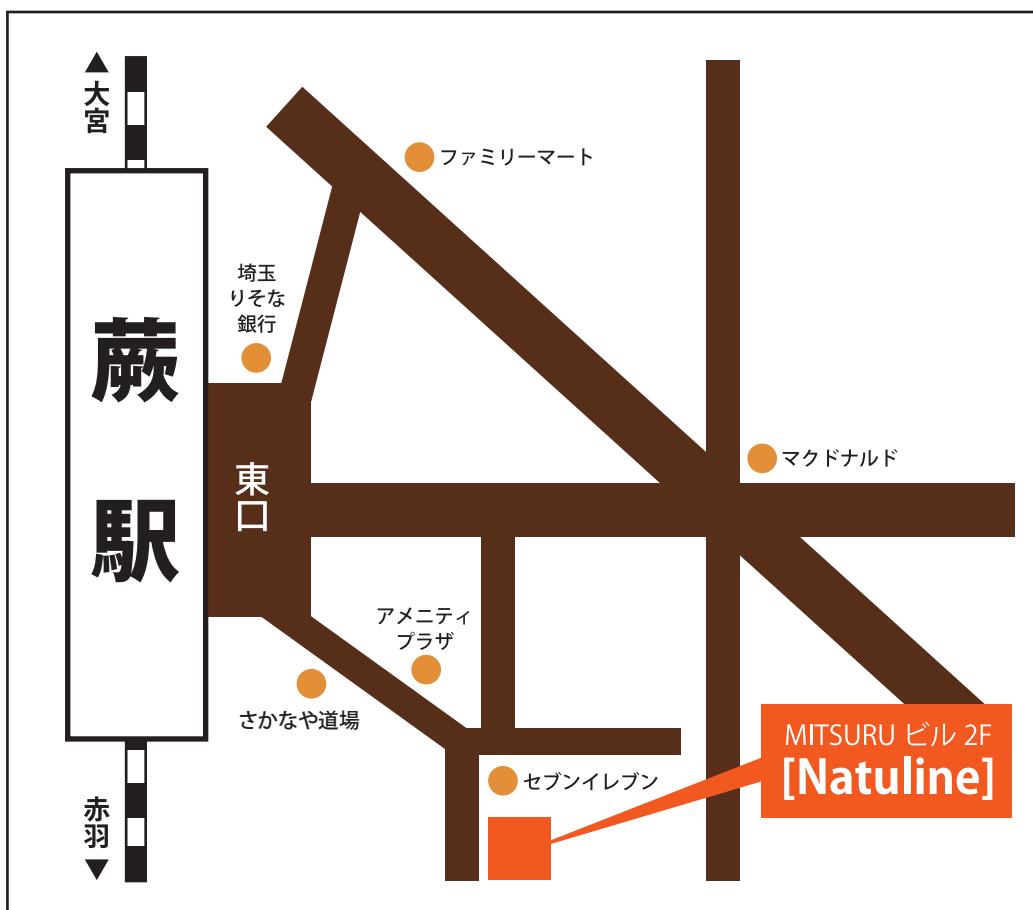 ▲大宮
ファミリーマート
埼玉
りそな
銀行
蕨駅
東口
マクドナルド
アメニティ
プラザ
さかなや道場
MITSURU ビル 2F
[Natuline]
セブンイレブン
赤羽▼